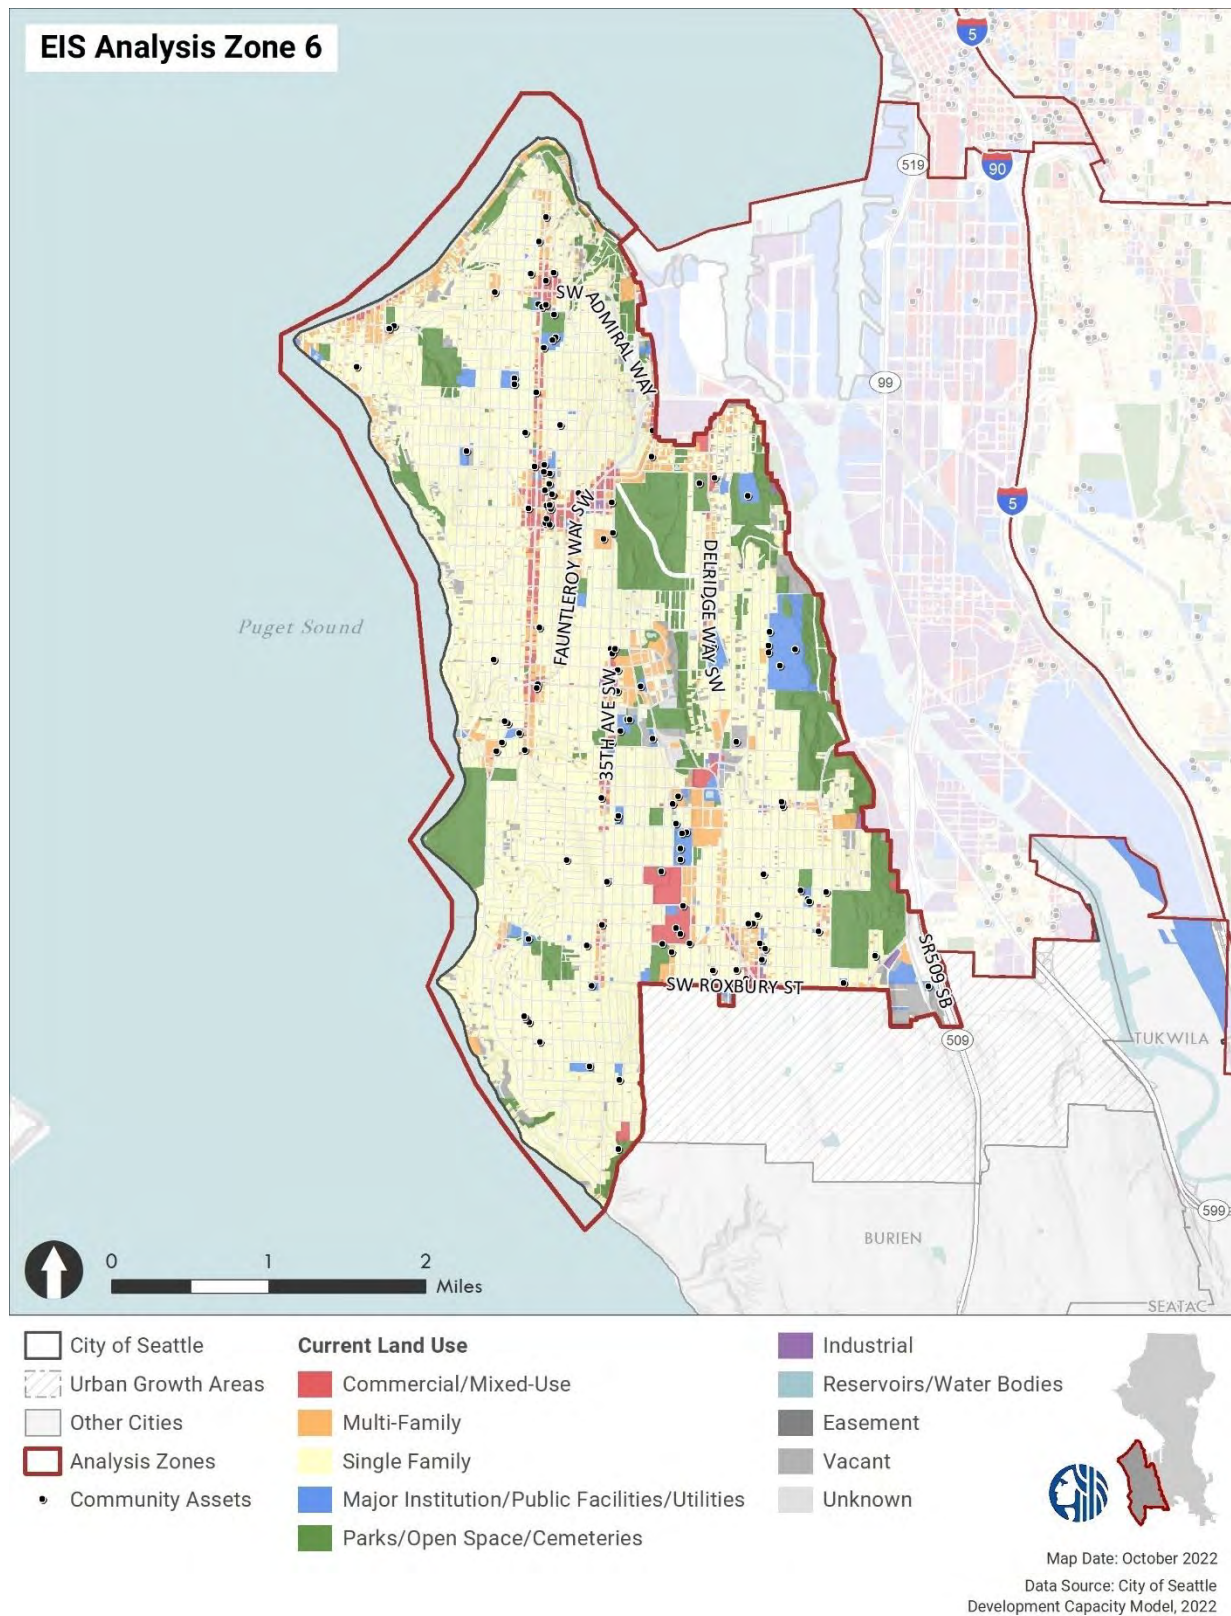 EIS Analysis Zone 6
5
519
90
SW ADMIRAL WAY
99
5
FAUNTLEROY WAY SW
DELRIDGE WAY SW
Puget Sound
35TH AVE SW
SW ROXBURY ST
SR509 SB
509
TUKWILA
599
BURIEN
SEATAC
0 1 2
Miles
City of Seattle
Urban Growth Areas
Other Cities
Analysis Zones
Community Assets
Current Land Use
Commercial/Mixed-Use
Multi-Family
Single Family
Major Institution/Public Facilities/Utilities
Parks/Open Space/Cemeteries
Industrial
Reservoirs/Water Bodies
Easement
Vacant
Unknown
Map Date: October 2022
Data Source: City of Seattle
Development Capacity Model, 2022